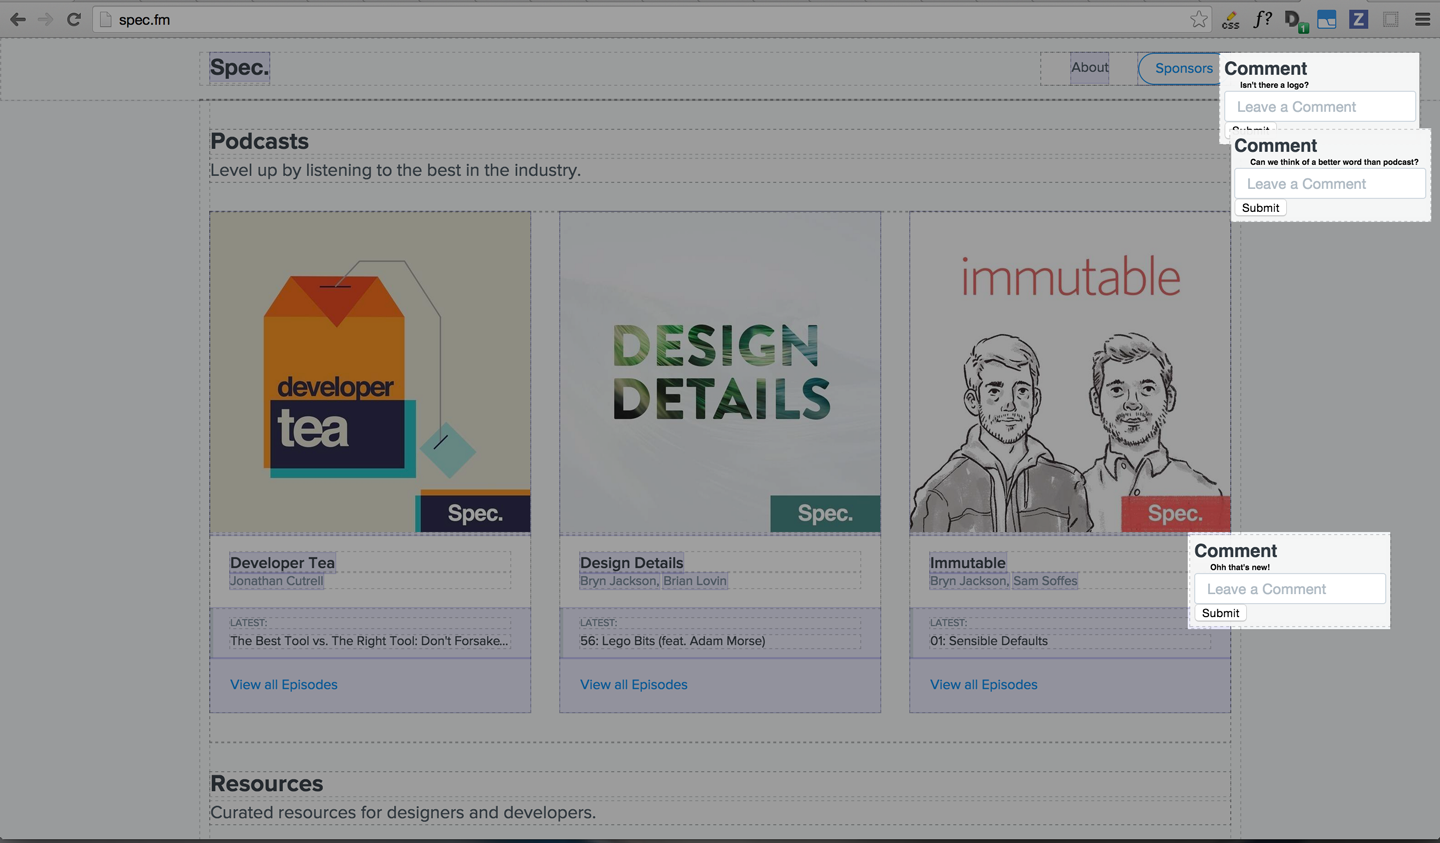 spec.fm
css
f?
D
1
Z
Spec.
About
Sponsors
Comment
Isn't there a logo?
Leave a Comment
Submit
Comment
Can we think of a better word than podcast?
Leave a Comment
Submit
Podcasts
Level up by listening to the best in the industry.
developer
tea
Spec.
DESIGN
DETAILS
Spec.
immutable
Spec.
Developer Tea
Jonathan Cutrell
LATEST:
The Best Tool vs. The Right Tool: Don't Forsake...
View all Episodes
Design Details
Bryn Jackson, Brian Lovin
LATEST:
56: Lego Bits (feat. Adam Morse)
View all Episodes
Immutable
Bryn Jackson, Sam Soffes
LATEST:
01: Sensible Defaults
View all Episodes
Comment
Ohh that's new!
Leave a Comment
Submit
Resources
Curated resources for designers and developers.